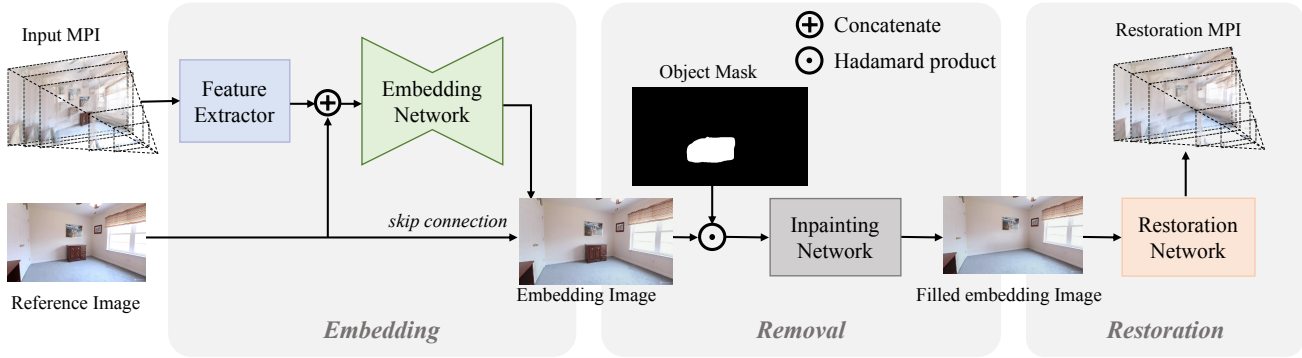 Input MPI
Feature
Extractor
Embedding
Network
Concatenate
Hadamard product
Object Mask
Restoration MPI
skip connection
Inpainting
Network
Restoration
Network
Reference Image
Embedding Image
Filled embedding Image
Embedding
Removal
Restoration